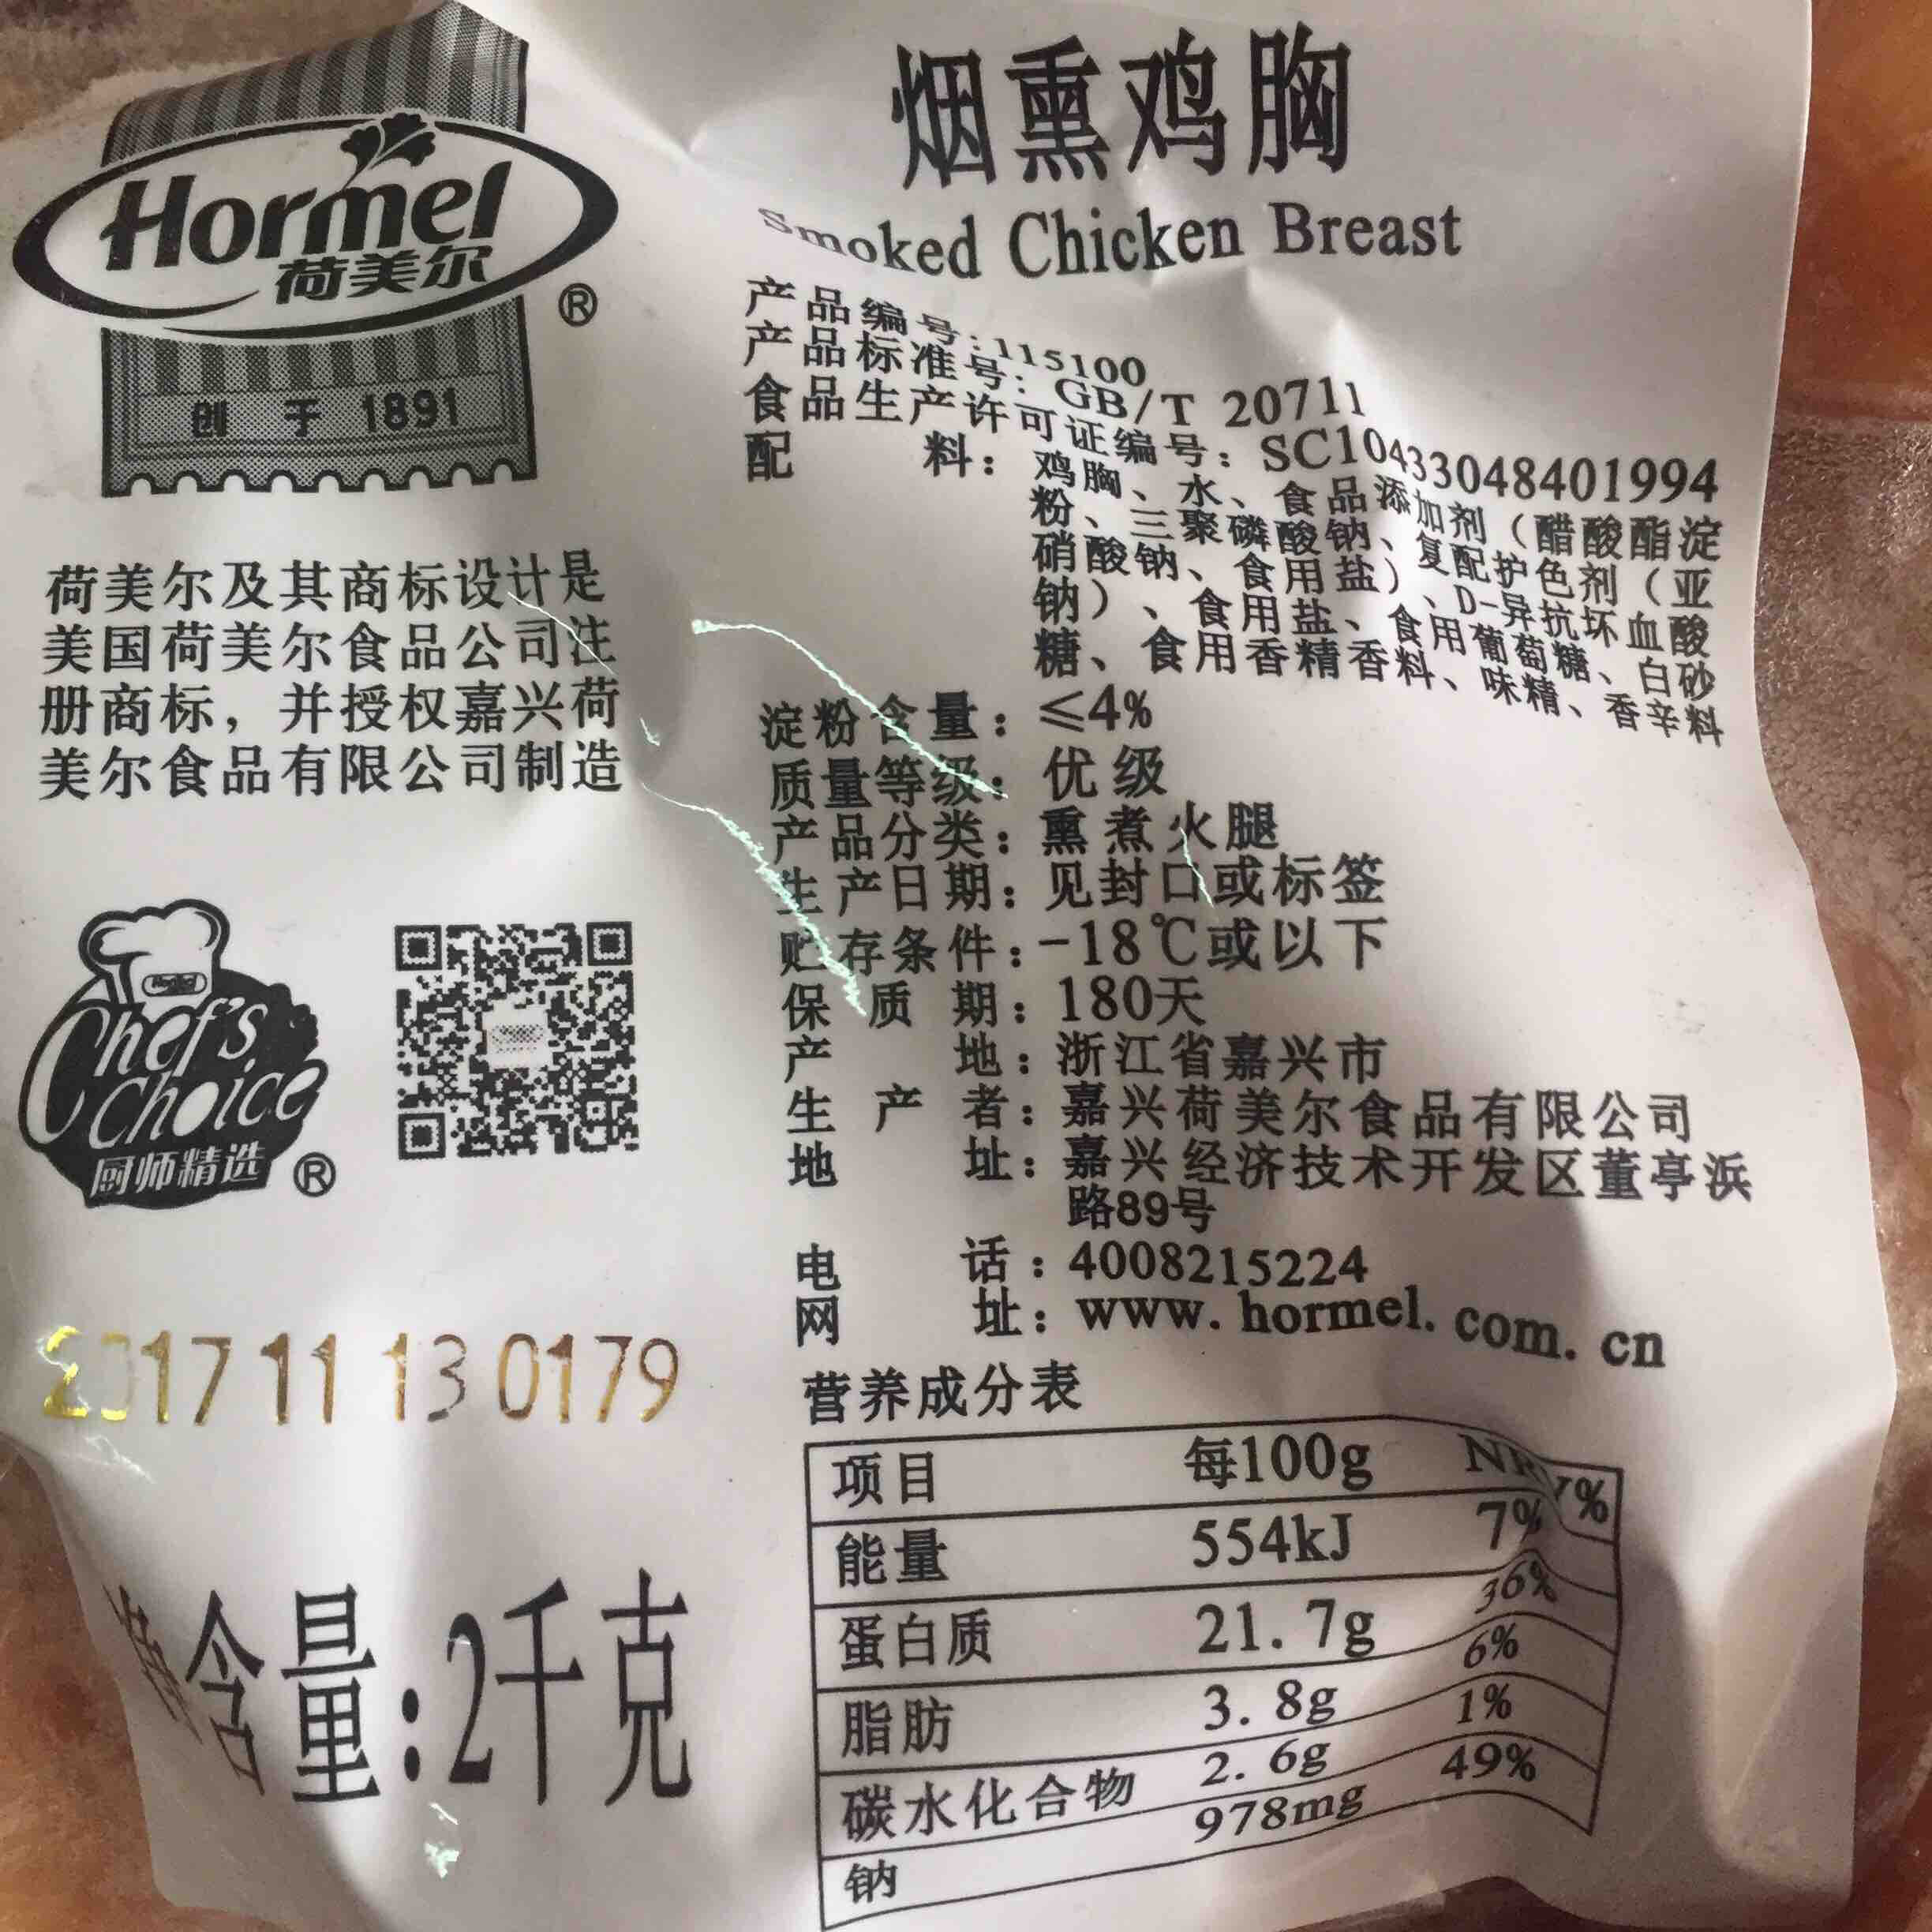 Hormel
荷美尔
®
创 于 1891
荷美尔及其商标设计是
美国荷美尔食品公司注
册商标，并授权嘉兴荷
美尔食品有限公司制造
Chef's
Choice
厨师精选 ®
2017 11 13 0179
含量:2千克
烟熏鸡胸
Smoked Chicken Breast
产品编号:115100
产品标准号: GB/T 20711
食品生产许可证编号: SC10433048401994
配 料: 鸡胸、水、食品添加剂（醋酸酯淀
粉、三聚磷酸钠、复配护色剂（亚
硝酸钠、食用盐）、D-异抗坏血酸
钠）、食用盐、食用葡萄糖、白砂
糖、食用香精香料、味精、香辛料
淀粉含量: ≤4%
质量等级: 优级
产品分类: 熏煮火腿
生产日期: 见封口或标签
贮存条件: -18℃或以下
保 质 期: 180天
产 地: 浙江省嘉兴市
生 产 者: 嘉兴荷美尔食品有限公司
地 址: 嘉兴经济技术开发区董亭浜
路89号
电 话: 4008215224
网 址: www.hormel.com.cn
营养成分表
项目 每100g NRV%
能量 554kJ 7%
蛋白质 21.7g 36%
脂肪 3.8g 6%
碳水化合物 2.6g 1%
钠 978mg 49%